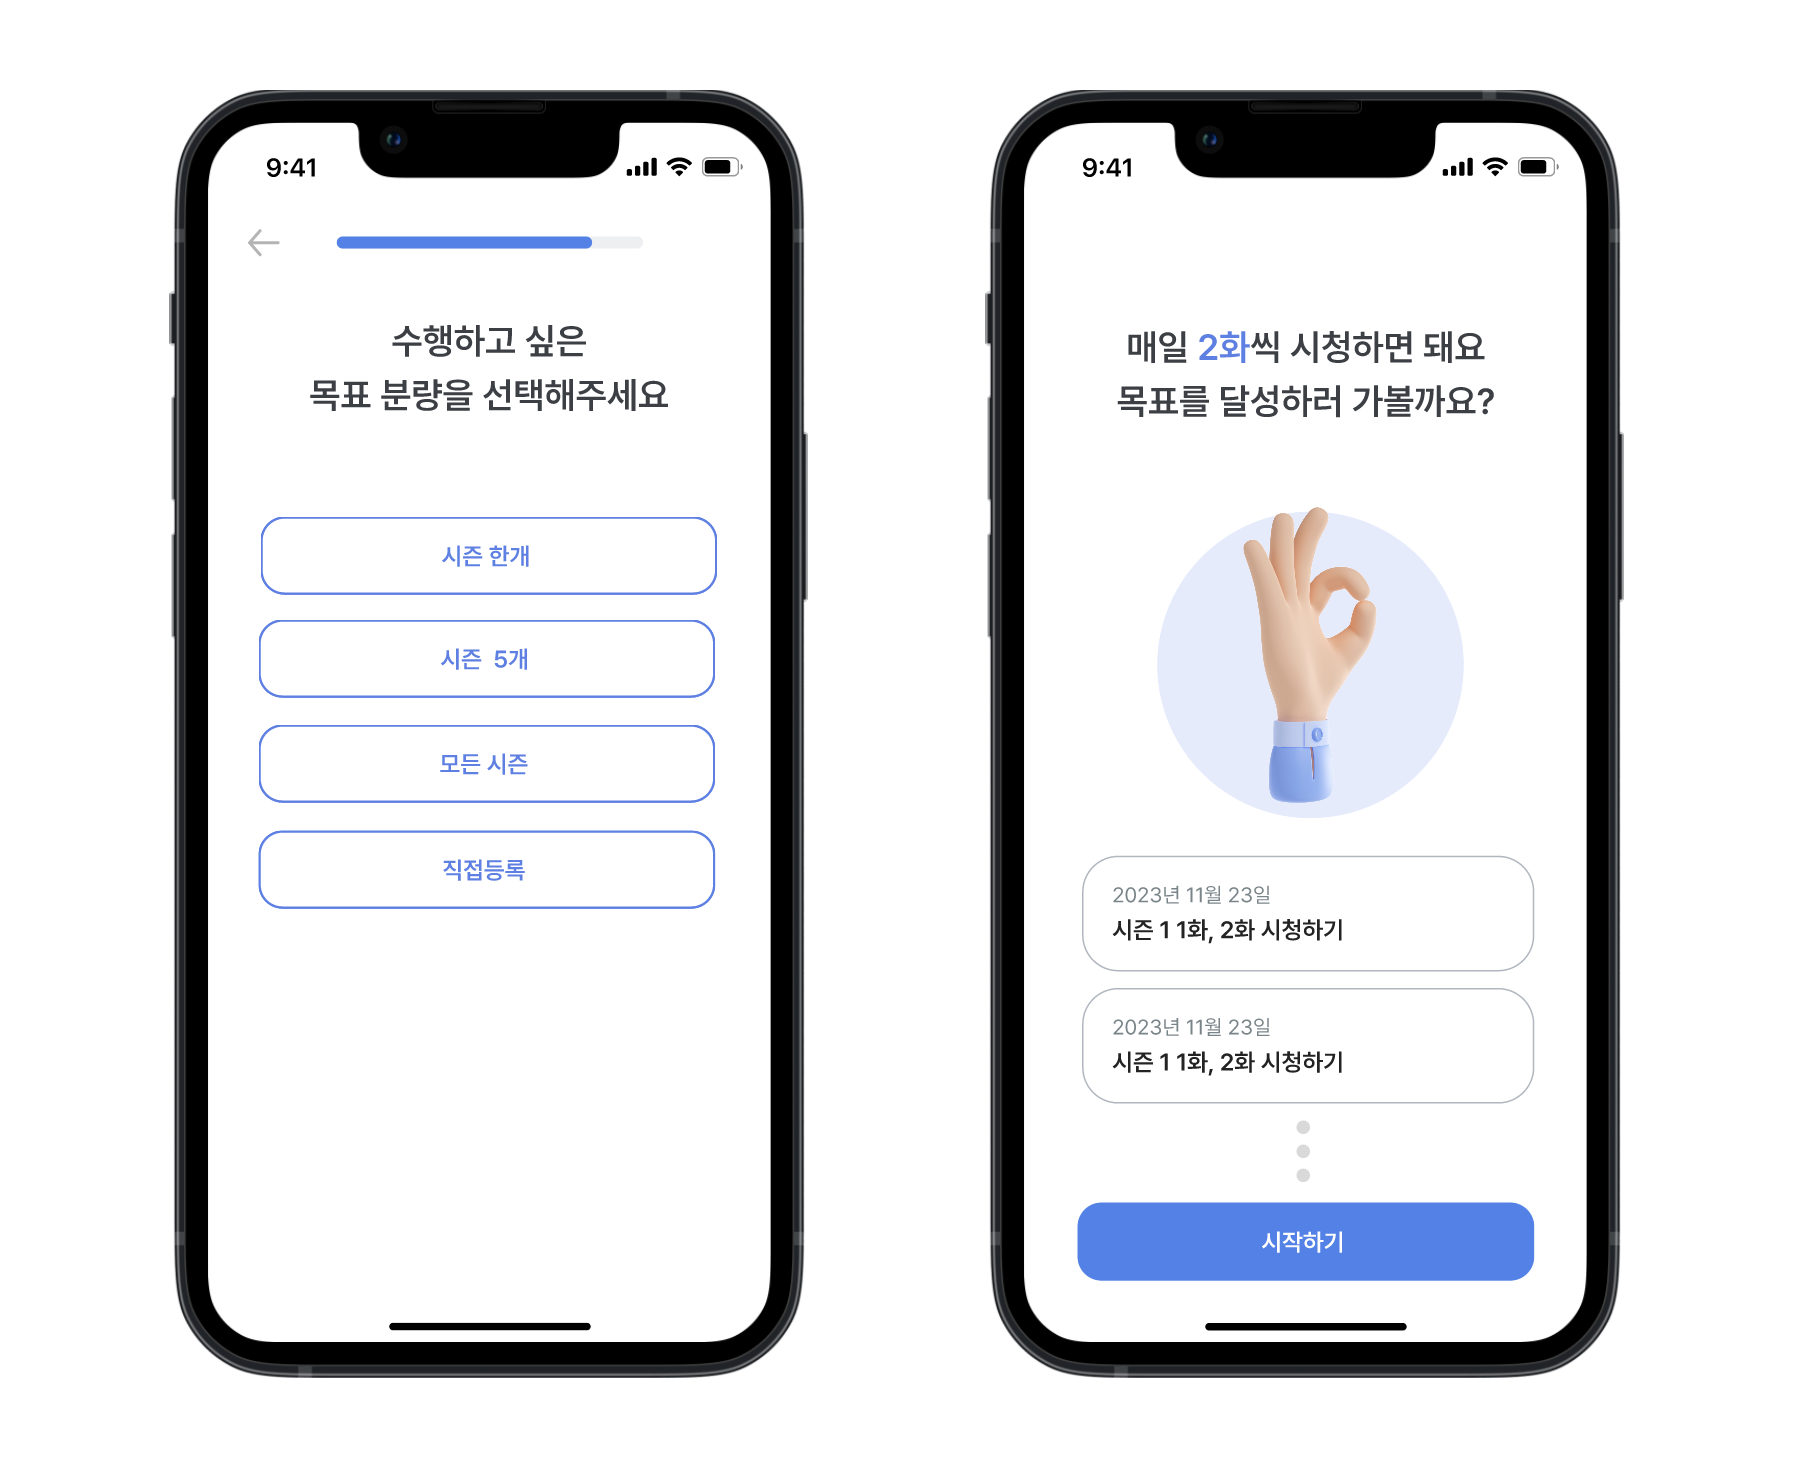 9:41
수행하고 싶은
목표 분량을 선택해주세요
시즌 한개
시즌  5개
모든 시즌
직접등록
9:41
매일 2화씩 시청하면 돼요
목표를 달성하러 가볼까요?
2023년 11월 23일
시즌 1 1화, 2화 시청하기
2023년 11월 23일
시즌 1 1화, 2화 시청하기
시작하기